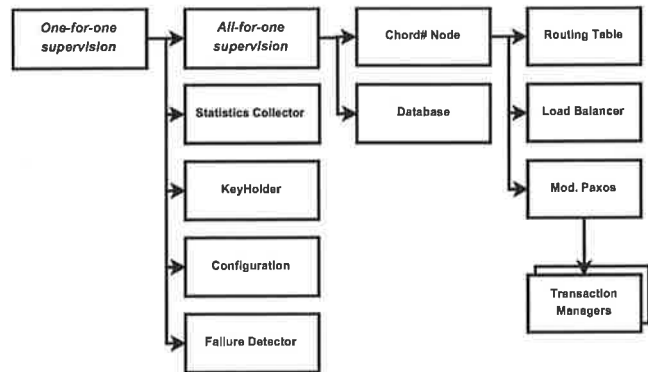 One-for-one
supervision
All-for-one
supervision
Chord# Node
Routing Table
Statistics Collector
Database
Load Balancer
KeyHolder
Mod. Paxos
Configuration
Transaction
Managers
Failure Detector